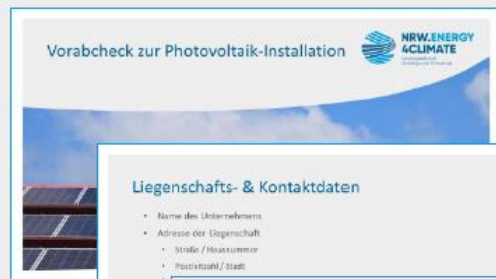 Vorabcheck zur Photovoltaik-Installation
NRW.ENERGY
4CLIMATE
Liegenschafts- & Kontaktdaten
• Name des Unternehmens
• Adresse der Liegenschaft
• Straße / Hausnummer
• Postleitzahl / Stadt